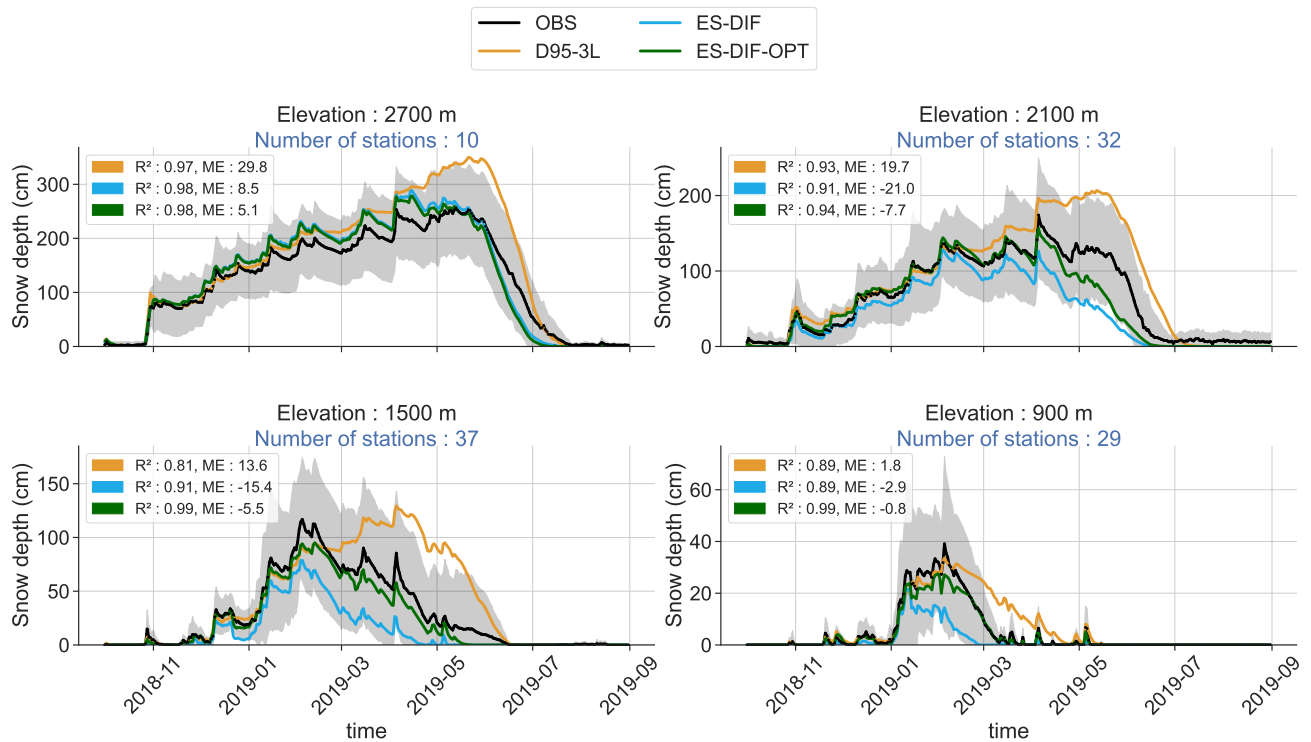 OBS
ES-DIF
D95-3L
ES-DIF-OPT
Elevation : 2700 m
Number of stations : 10
R² : 0.97, ME : 29.8
R² : 0.98, ME : 8.5
R² : 0.98, ME : 5.1
Snow depth (cm)
300
200
100
0
Elevation : 2100 m
Number of stations : 32
R² : 0.93, ME : 19.7
R² : 0.91, ME : -21.0
R² : 0.94, ME : -7.7
Snow depth (cm)
200
100
0
Elevation : 1500 m
Number of stations : 37
R² : 0.81, ME : 13.6
R² : 0.91, ME : -15.4
R² : 0.99, ME : -5.5
Snow depth (cm)
150
100
50
0
2018-11
2019-01
2019-03
2019-05
2019-07
2019-09
time
Elevation : 900 m
Number of stations : 29
R² : 0.89, ME : 1.8
R² : 0.89, ME : -2.9
R² : 0.99, ME : -0.8
Snow depth (cm)
60
40
20
0
2018-11
2019-01
2019-03
2019-05
2019-07
2019-09
time